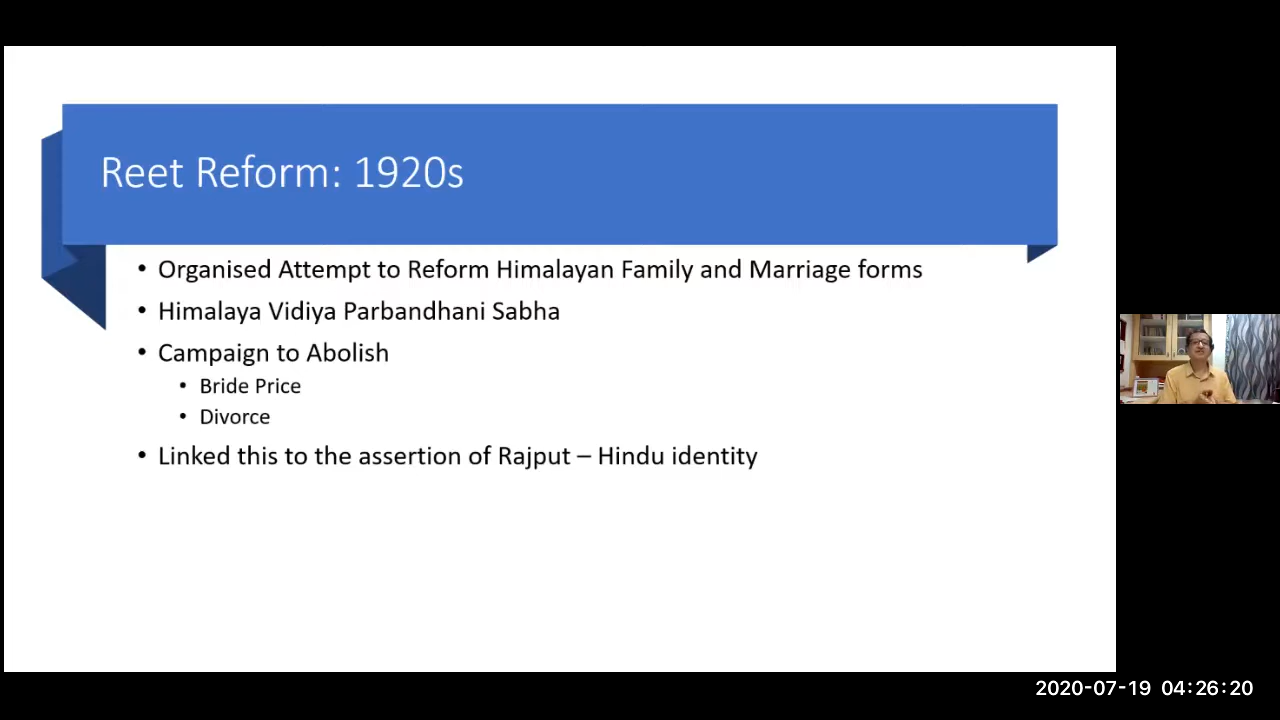 Reet Reform: 1920s
• Organised Attempt to Reform Himalayan Family and Marriage forms
• Himalaya Vidiya Parbandhani Sabha
• Campaign to Abolish
• Bride Price
• Divorce
• Linked this to the assertion of Rajput – Hindu identity
2020-07-19 04:26:20